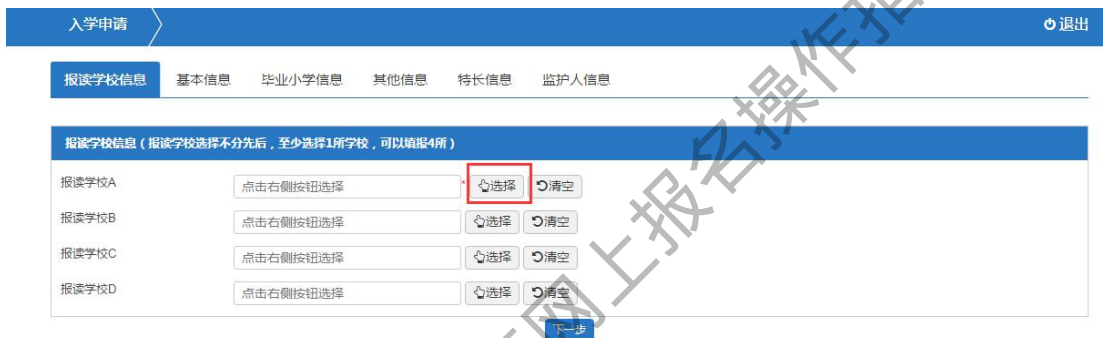 入学申请 退出
报读学校信息 基本信息 毕业小学信息 其他信息 特长信息 监护人信息
报读学校信息(报读学校选择不分先后,至少选择1所学校,可以填报4所)
报读学校A 点击右侧按钮选择 * 选择 清空
报读学校B 点击右侧按钮选择 选择 清空
报读学校C 点击右侧按钮选择 选择 清空
报读学校D 点击右侧按钮选择 选择 清空
下一步
网上报名操作指